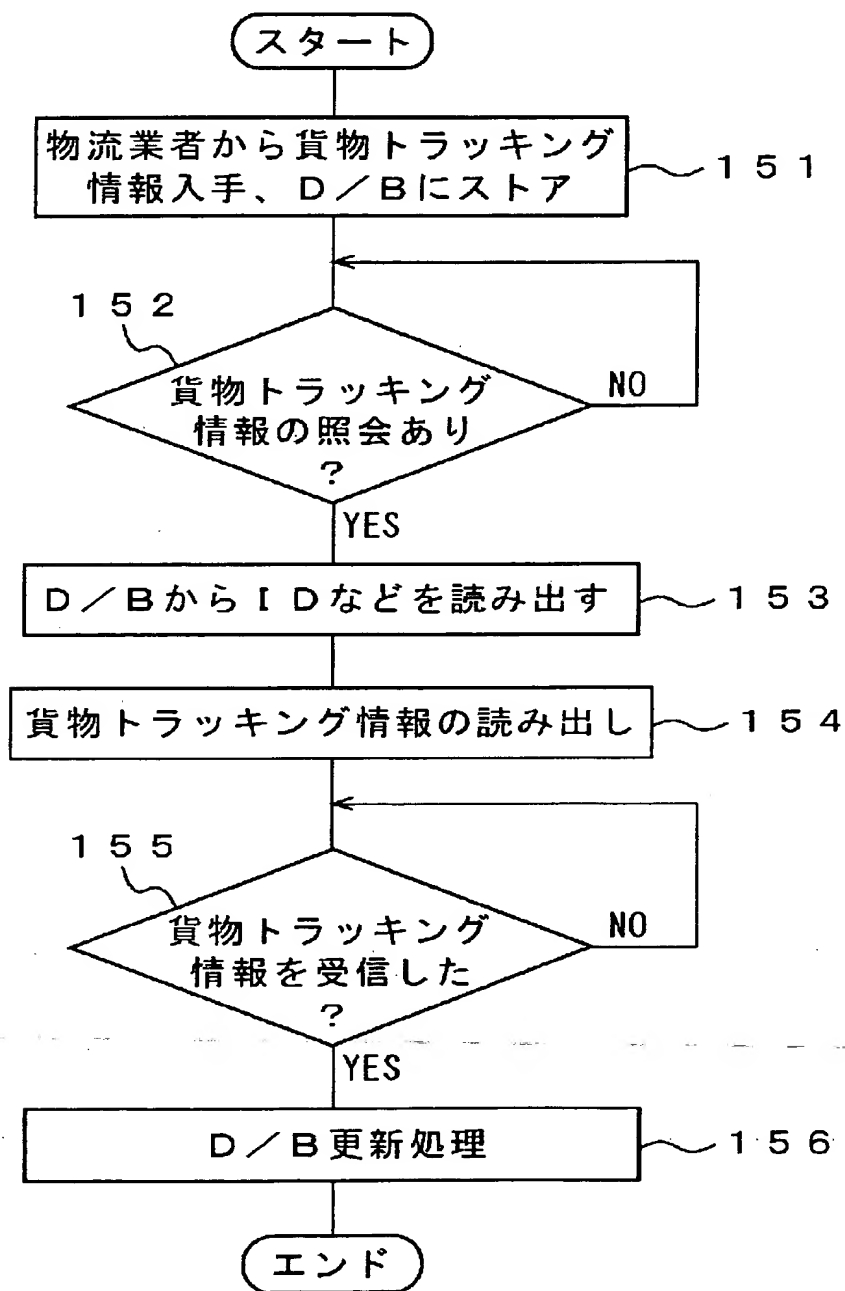 スタート
物流業者から貨物トラッキング
情報入手、D／Bにストア
１５１
１５２
貨物トラッキング
情報の照会あり
？
NO
YES
D／BからIDなどを読み出す
１５３
貨物トラッキング情報の読み出し
１５４
１５５
貨物トラッキング
情報を受信した
？
NO
YES
D／B更新処理
１５６
エンド